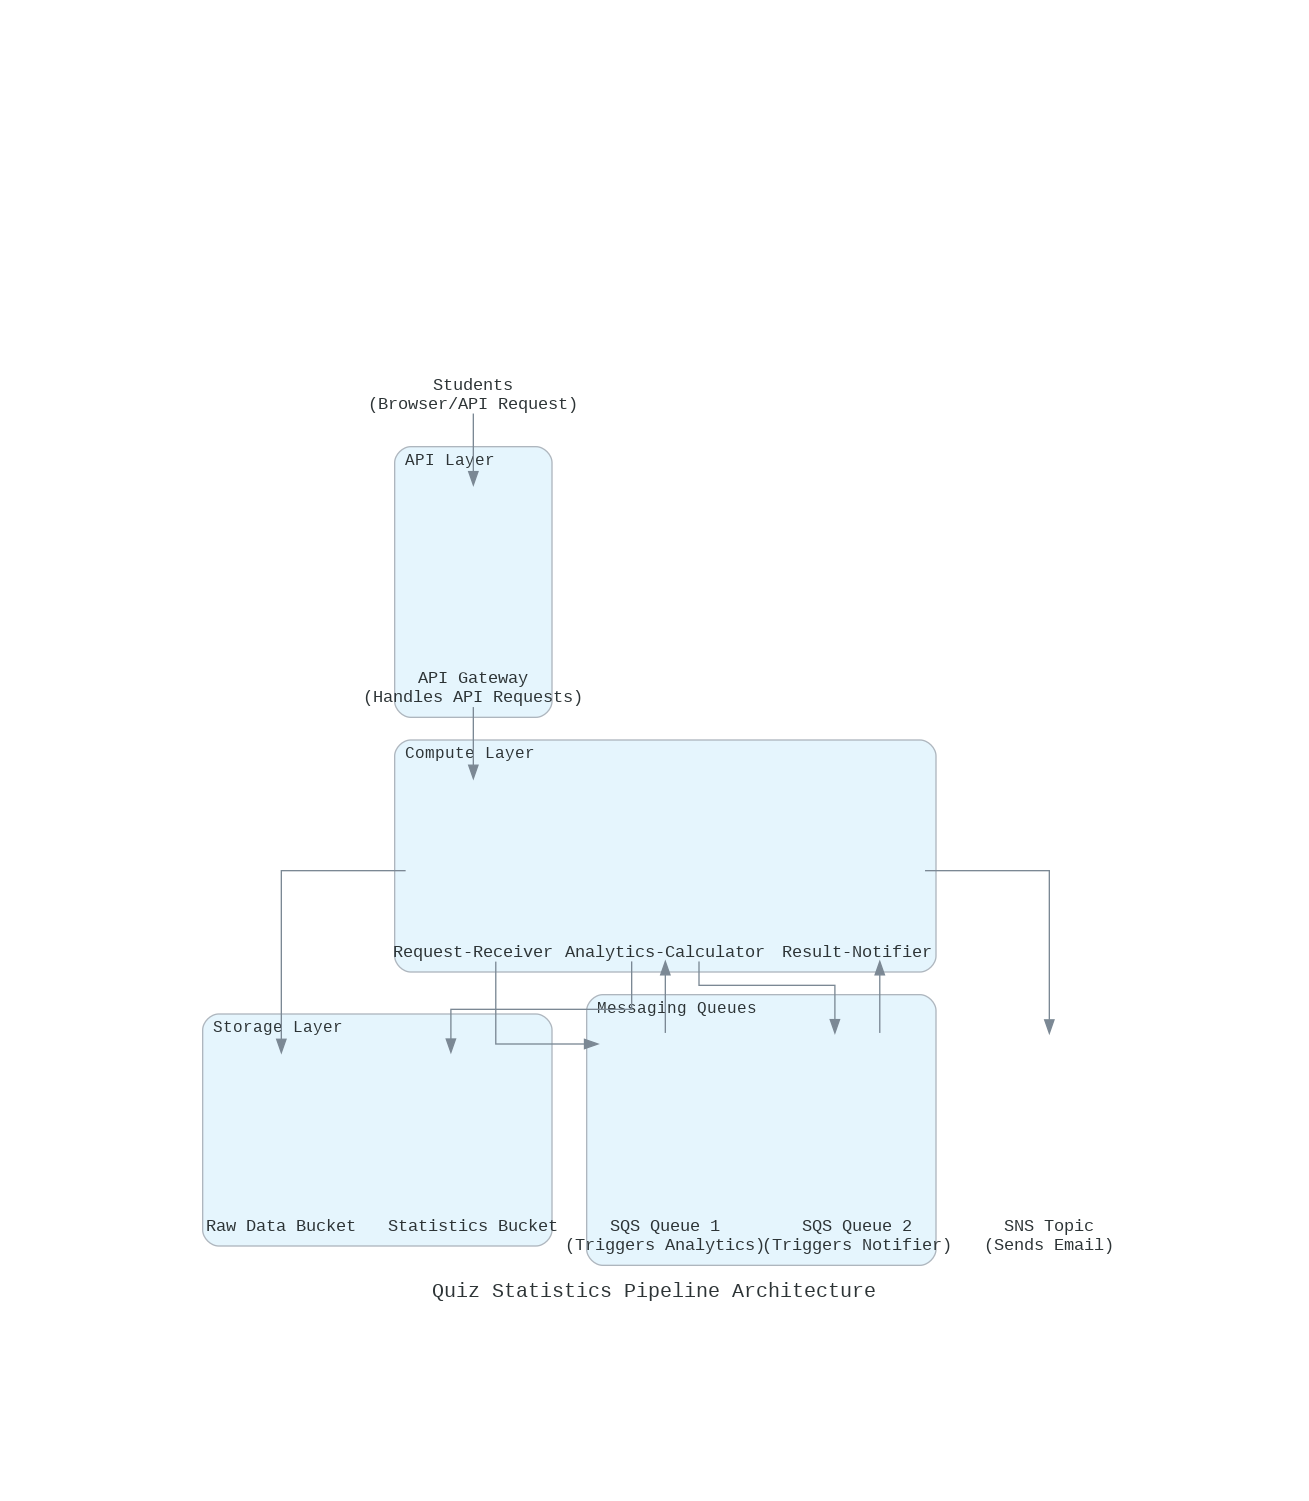 Students
(Browser/API Request)
API Layer
API Gateway
(Handles API Requests)
Compute Layer
Request-Receiver
Analytics-Calculator
Result-Notifier
Storage Layer
Raw Data Bucket
Statistics Bucket
Messaging Queues
SQS Queue 1
(Triggers Analytics)
SQS Queue 2
(Triggers Notifier)
SNS Topic
(Sends Email)
Quiz Statistics Pipeline Architecture